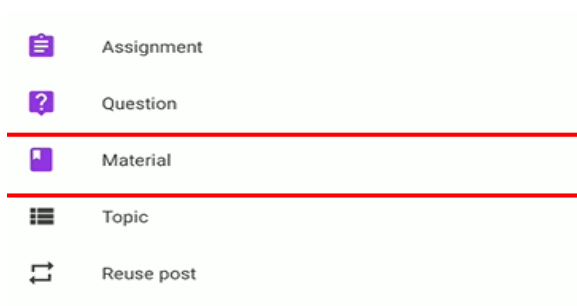 Assignment
Question
Material
Topic
Reuse post